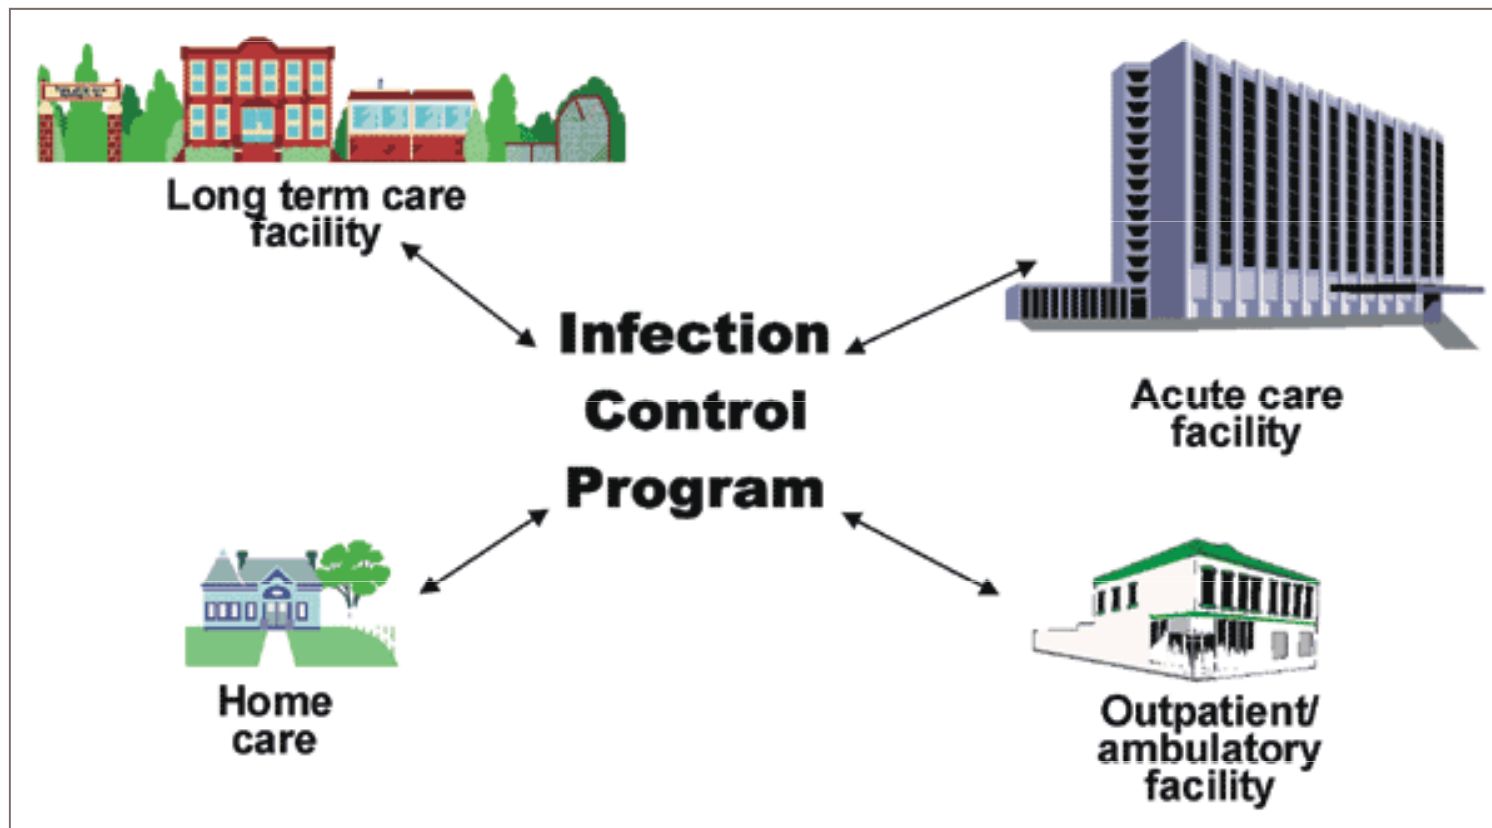 Long term care
facility
Infection
Control
Program
Acute care
facility
Home
care
Outpatient/
ambulatory
facility